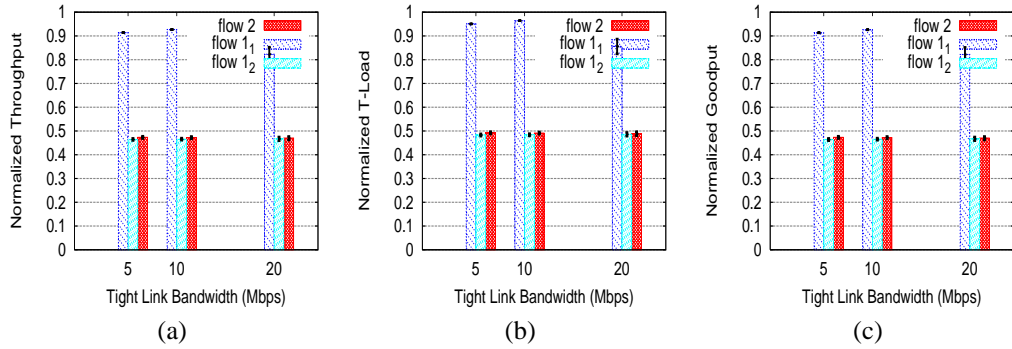 Normalized Throughput
1
0.9
0.8
0.7
0.6
0.5
0.4
0.3
0.2
0.1
0
flow 2
flow 1₁
flow 1₂
5 10 20
Tight Link Bandwidth (Mbps)
(a)
Normalized T-Load
1
0.9
0.8
0.7
0.6
0.5
0.4
0.3
0.2
0.1
0
flow 2
flow 1₁
flow 1₂
5 10 20
Tight Link Bandwidth (Mbps)
(b)
Normalized Goodput
1
0.9
0.8
0.7
0.6
0.5
0.4
0.3
0.2
0.1
0
flow 2
flow 1₁
flow 1₂
5 10 20
Tight Link Bandwidth (Mbps)
(c)